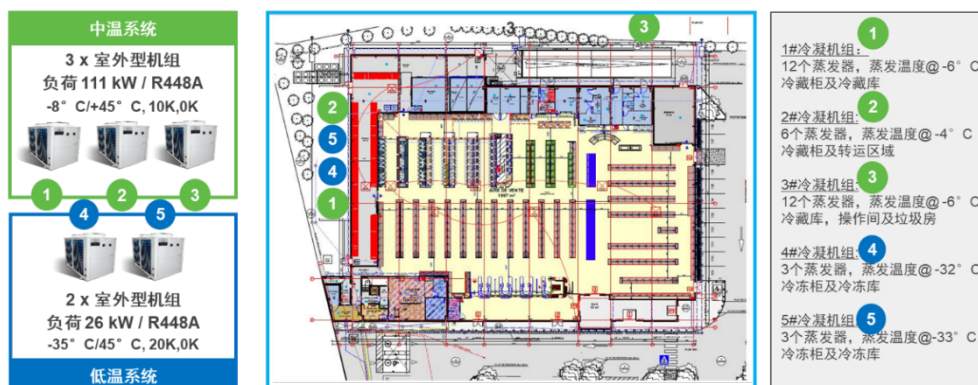 中温系统
3 x 室外型机组
负荷 111 kW / R448A
-8° C/+45° C, 10K,0K
1
2
3
4
5
2 x 室外型机组
负荷 26 kW / R448A
-35° C/45° C, 20K,0K
低温系统
3
3
2
5
4
1
1#冷凝机组:
1
12个蒸发器，蒸发温度@-6° C
冷藏柜及冷藏库
2#冷凝机组:
2
6个蒸发器，蒸发温度@-4° C
冷藏柜及转运区域
3#冷凝机组:
3
12个蒸发器，蒸发温度@-6° C
冷藏库，操作间及垃圾房
4#冷凝机组:
4
3个蒸发器，蒸发温度@-32° C
冷冻柜及冷冻库
5#冷凝机组:
5
3个蒸发器，蒸发温度@-33° C
冷冻柜及冷冻库